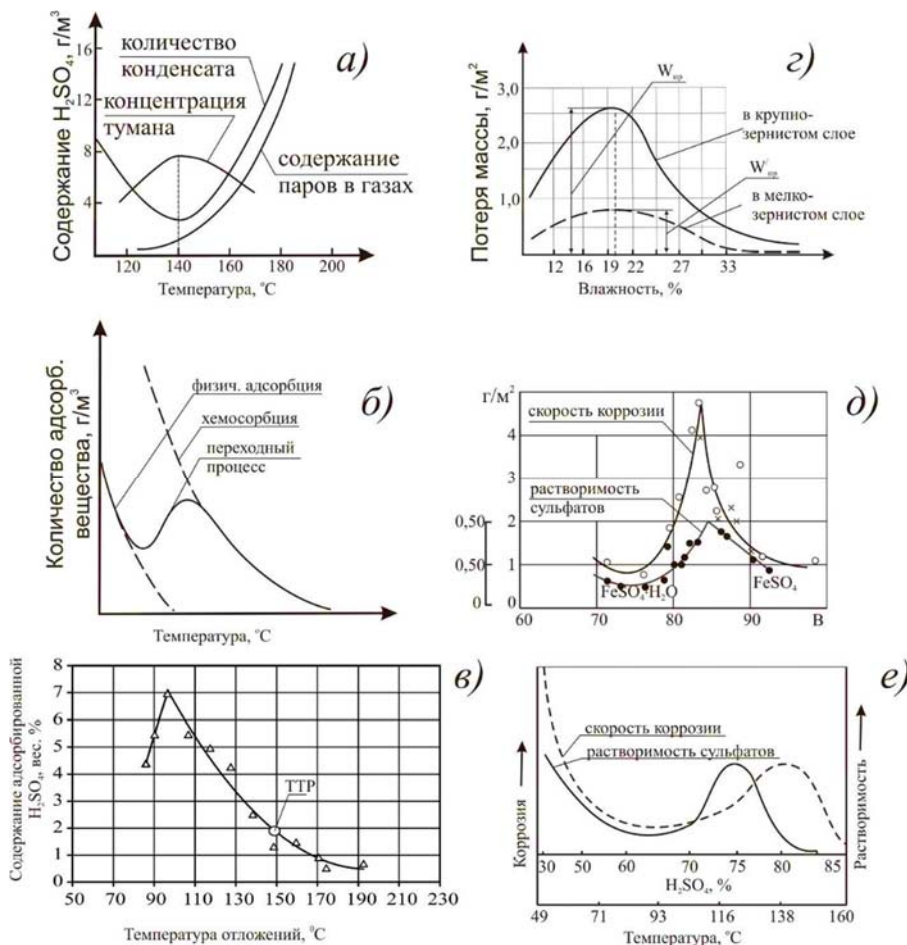 Содержание H₂SO₄, г/м³
16
12
8
4
количество
конденсата
концентрация
тумана
содержание
паров в газах
а)
120 140 160 180 200
Температура, °С
Потеря массы, г/м²
3,0
2,0
1,0
Wкр
в крупно-
зернистом слое
W'кр
в мелко-
зернистом слое
г)
12 16 19 22 27 33
Влажность, %
Количество адсорб.
вещества, г/м³
физич. адсорбция
хемосорбция
переходный
процесс
б)
Температура, °С
г/м²
4
3
2
1
0
0,50
0,50
0
скорость коррозии
растворимость
сульфатов
FeSO₄·H₂O
FeSO₄
д)
60 70 80 90 В
Содержание адсорбированной
H₂SO₄, вес. %
8
7
6
5
4
3
2
1
0
ТТР
в)
50 70 90 110 130 150 170 190 210 230
Температура отложений, °С
Коррозия
скорость коррозии
растворимость сульфатов
Растворимость
е)
30 50 60 70 75 80 85
H₂SO₄, %
49 71 93 116 138 160
Температура, °С